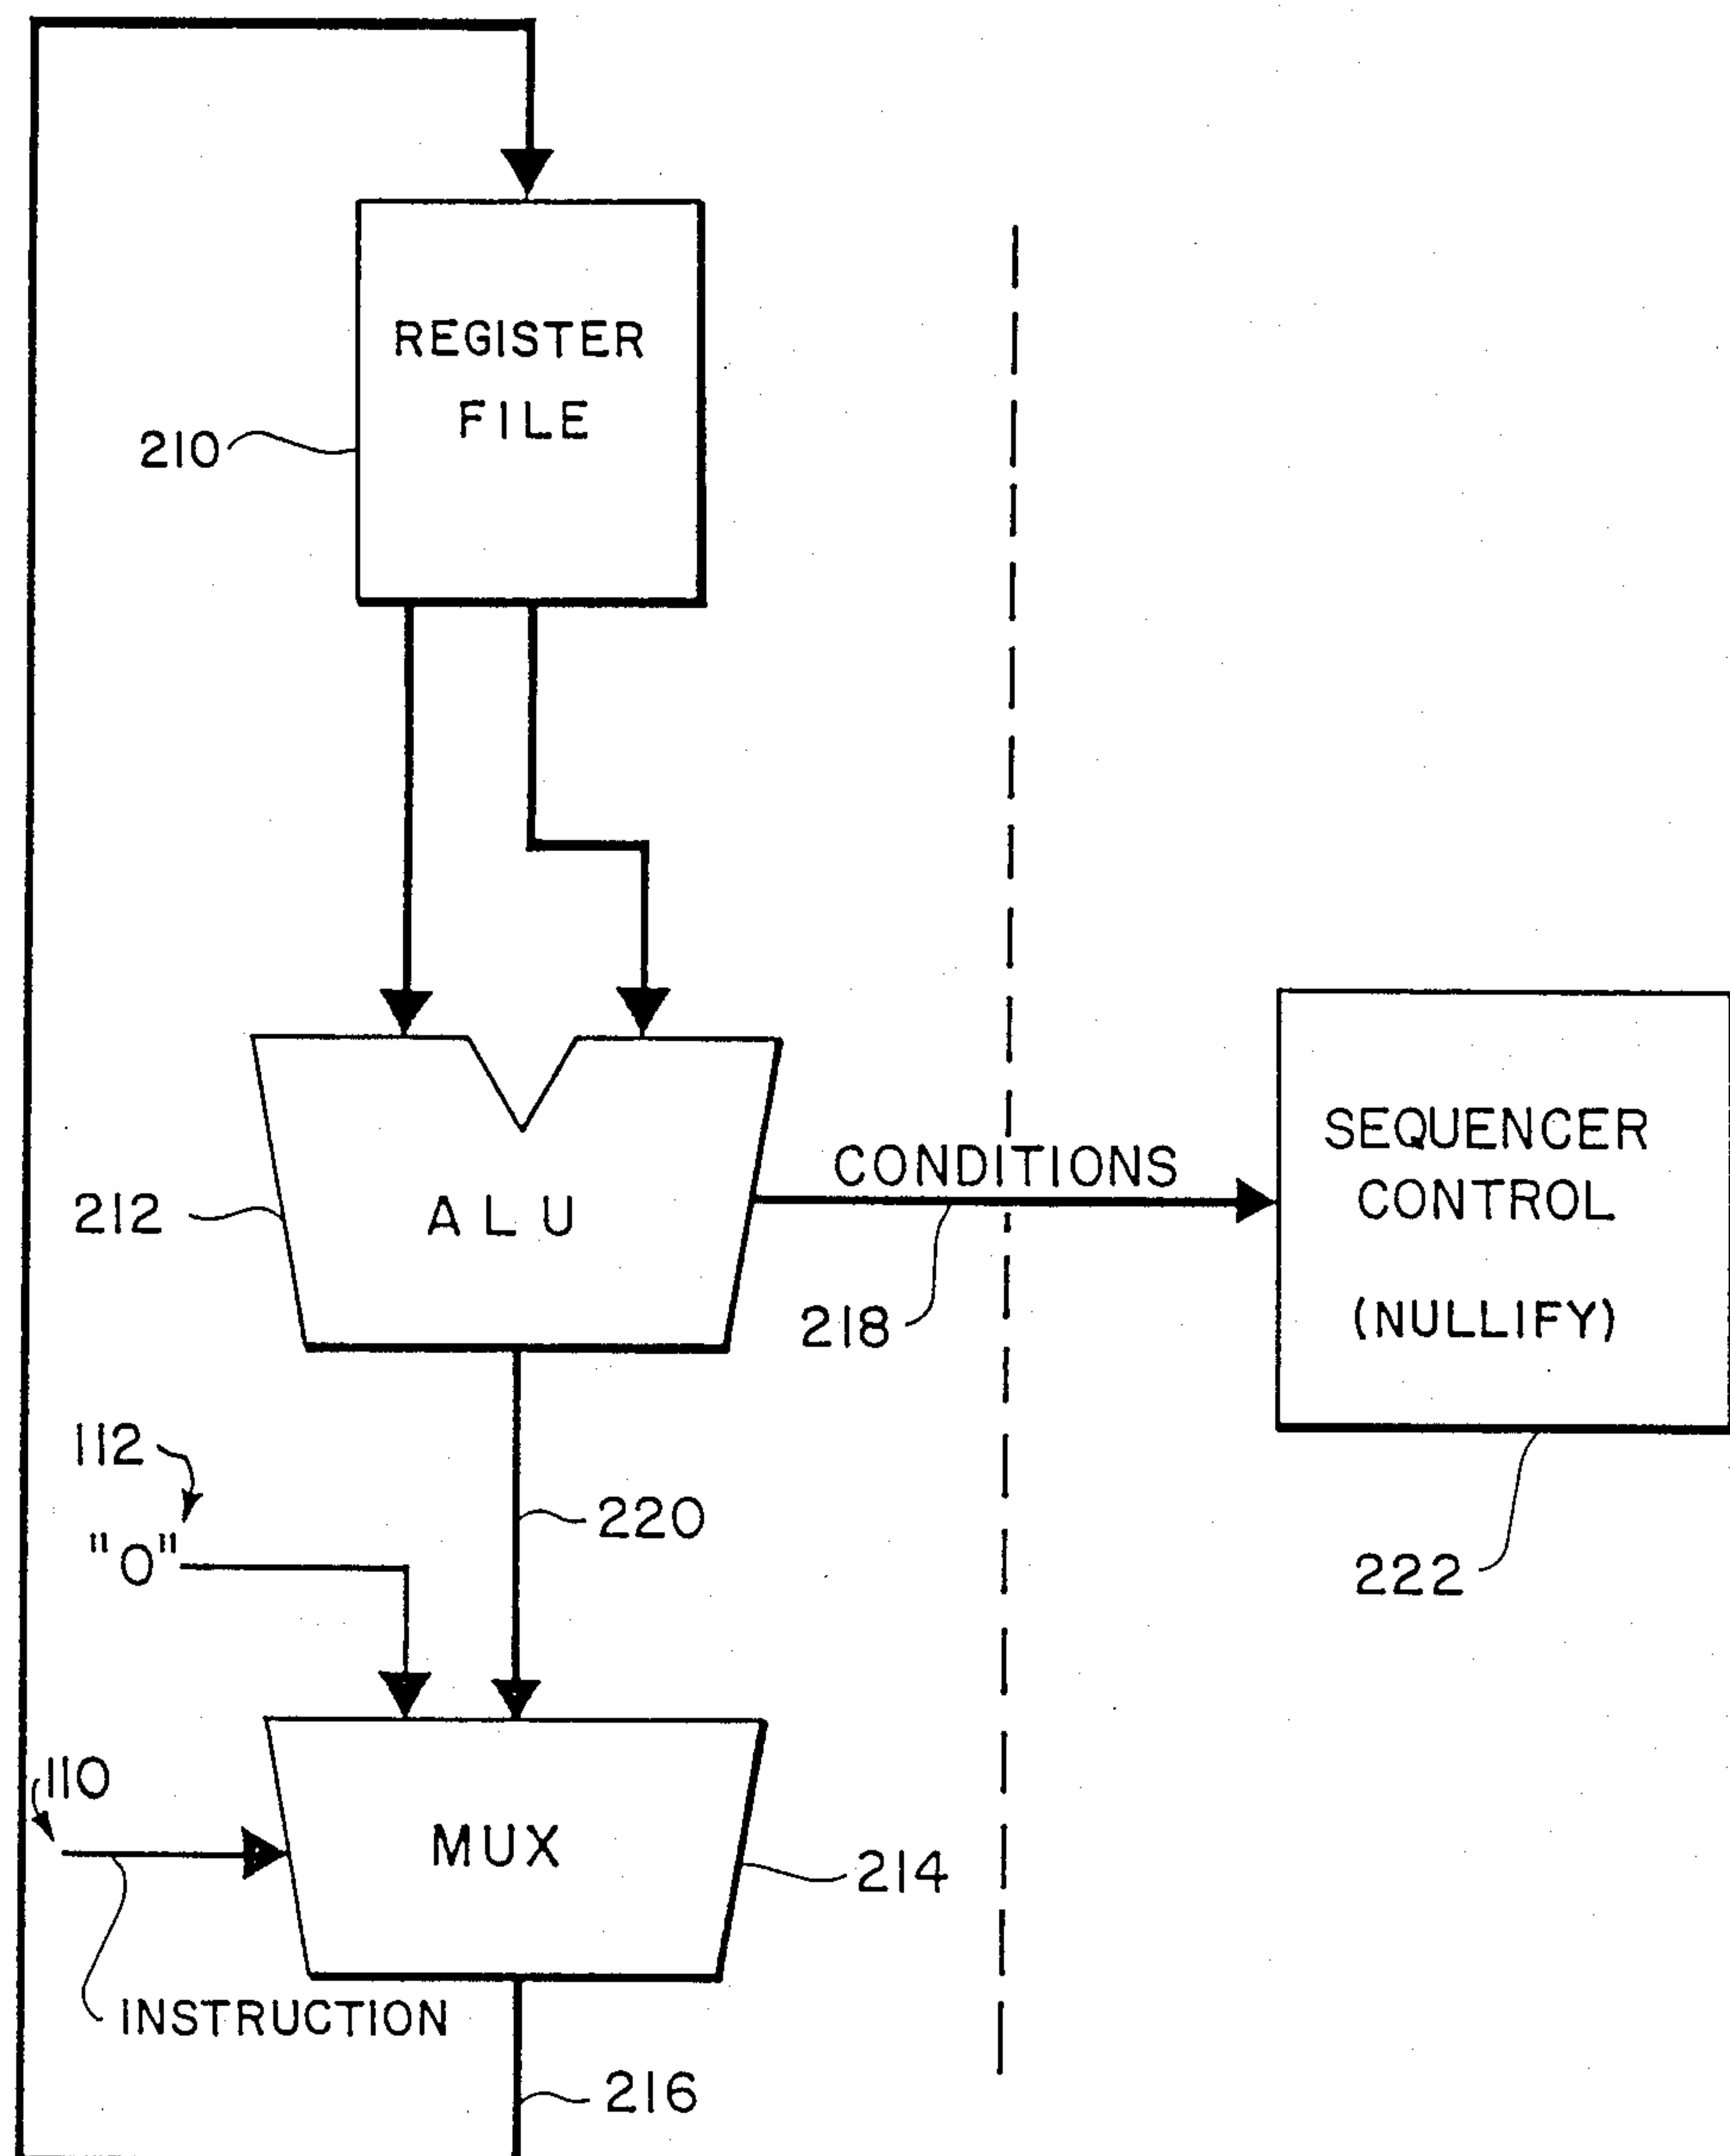 REGISTER
FILE
210
CONDITIONS
SEQUENCER
CONTROL
(NULLIFY)
212
ALU
218
112
"0"
220
222
110
MUX
214
INSTRUCTION
216